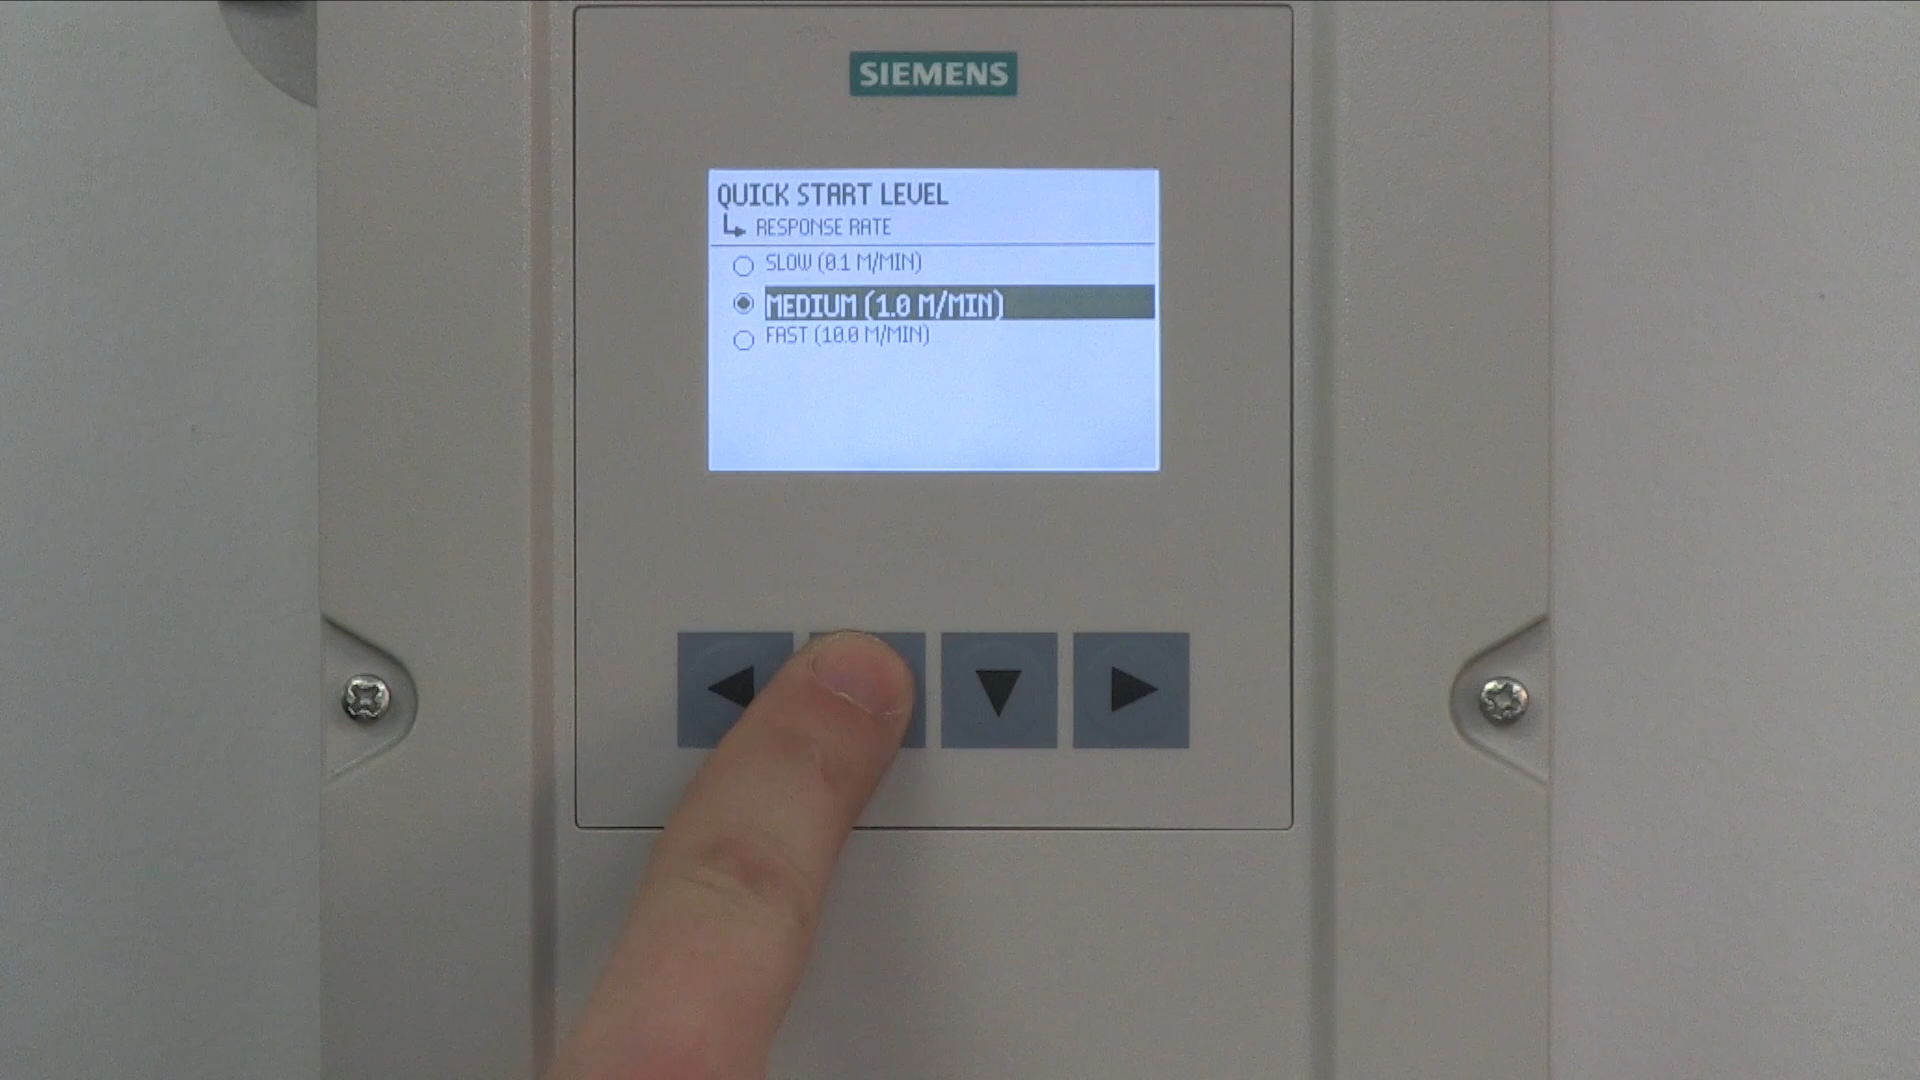 SIEMENS
QUICK START LEVEL
RESPONSE RATE
SLOW (0.1 M/MIN)
MEDIUM (1.0 M/MIN)
FAST (10.0 M/MIN)